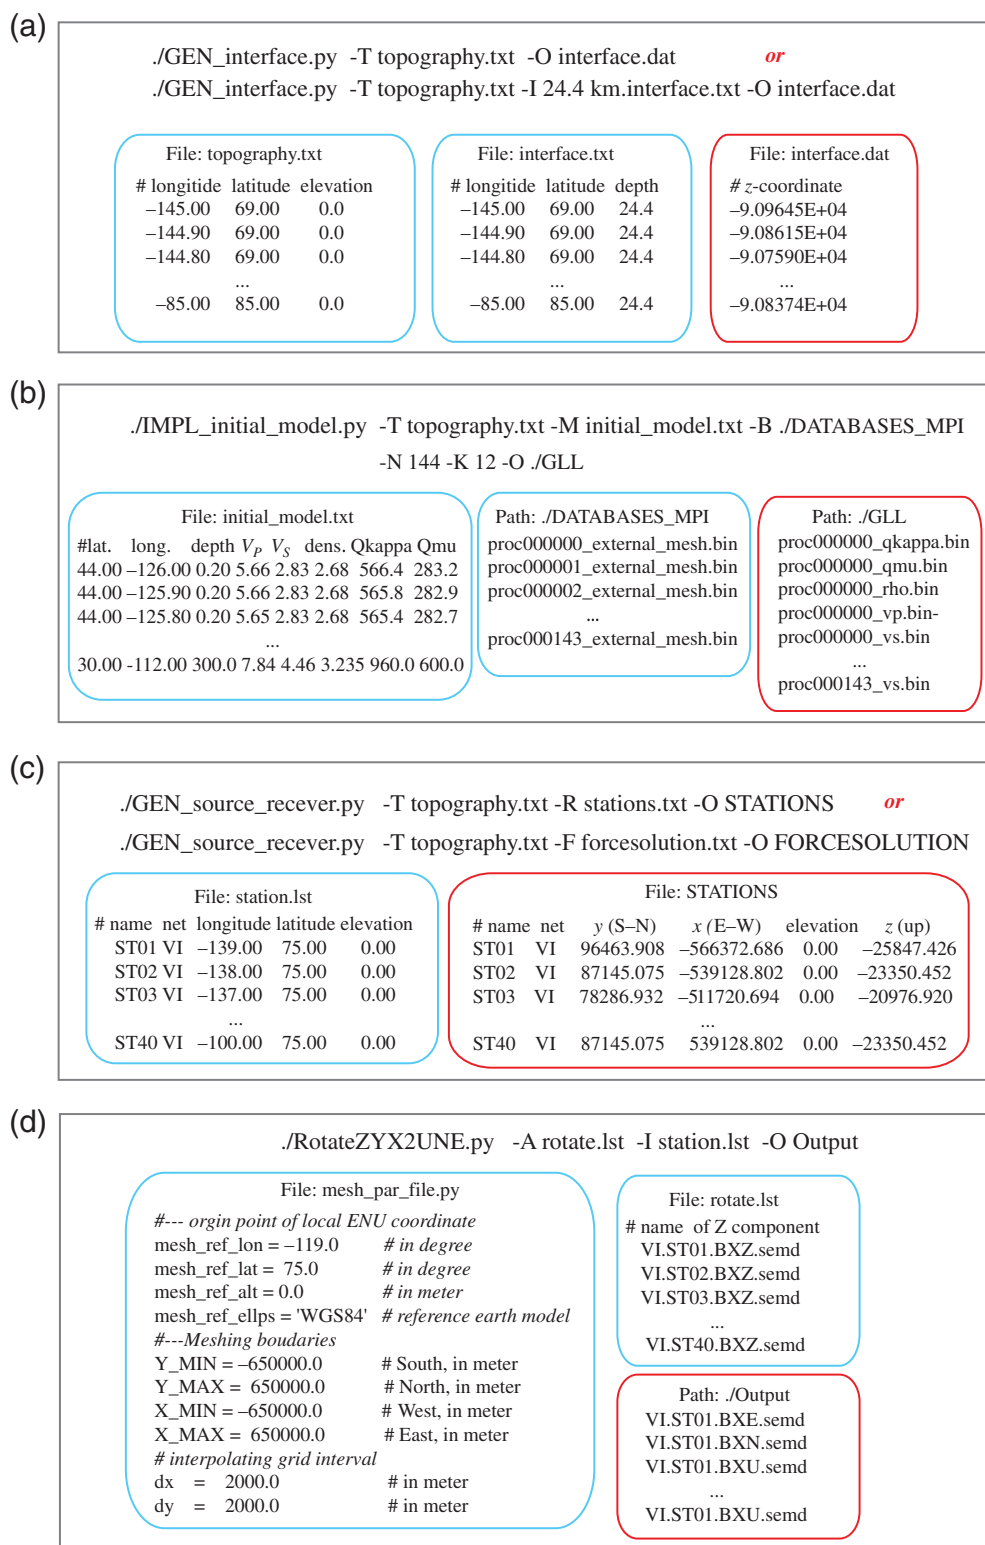 (a)
./GEN_interface.py -T topography.txt -O interface.dat or
./GEN_interface.py -T topography.txt -I 24.4 km.interface.txt -O interface.dat
File: topography.txt
# longitide latitude elevation
–145.00 69.00 0.0
–144.90 69.00 0.0
–144.80 69.00 0.0
...
–85.00 85.00 0.0
File: interface.txt
# longitide latitude depth
–145.00 69.00 24.4
–144.90 69.00 24.4
–144.80 69.00 24.4
...
–85.00 85.00 24.4
File: interface.dat
# z-coordinate
–9.09645E+04
–9.08615E+04
–9.07590E+04
...
–9.08374E+04
(b)
./IMPL_initial_model.py -T topography.txt -M initial_model.txt -B ./DATABASES_MPI
-N 144 -K 12 -O ./GLL
File: initial_model.txt
#lat. long. depth VP VS dens. Qkappa Qmu
44.00 –126.00 0.20 5.66 2.83 2.68 566.4 283.2
44.00 –125.90 0.20 5.66 2.83 2.68 565.8 282.9
44.00 –125.80 0.20 5.65 2.83 2.68 565.4 282.7
...
30.00 -112.00 300.0 7.84 4.46 3.235 960.0 600.0
Path: ./DATABASES_MPI
proc000000_external_mesh.bin
proc000001_external_mesh.bin
proc000002_external_mesh.bin
...
proc000143_external_mesh.bin
Path: ./GLL
proc000000_qkappa.bin
proc000000_qmu.bin
proc000000_rho.bin
proc000000_vp.bin-
proc000000_vs.bin
...
proc000143_vs.bin
(c)
./GEN_source_recever.py -T topography.txt -R stations.txt -O STATIONS or
./GEN_source_recever.py -T topography.txt -F forcesolution.txt -O FORCESOLUTION
File: station.lst
# name net longitude latitude elevation
ST01 VI –139.00 75.00 0.00
ST02 VI –138.00 75.00 0.00
ST03 VI –137.00 75.00 0.00
...
ST40 VI –100.00 75.00 0.00
File: STATIONS
# name net y (S–N) x (E–W) elevation z (up)
ST01 VI 96463.908 –566372.686 0.00 –25847.426
ST02 VI 87145.075 –539128.802 0.00 –23350.452
ST03 VI 78286.932 –511720.694 0.00 –20976.920
...
ST40 VI 87145.075 539128.802 0.00 –23350.452
(d)
./RotateZYX2UNE.py -A rotate.lst -I station.lst -O Output
File: mesh_par_file.py
#--- orgin point of local ENU coordinate
mesh_ref_lon = –119.0 # in degree
mesh_ref_lat = 75.0 # in degree
mesh_ref_alt = 0.0 # in meter
mesh_ref_ellps = 'WGS84' # reference earth model
#---Meshing boudaries
Y_MIN = –650000.0 # South, in meter
Y_MAX = 650000.0 # North, in meter
X_MIN = –650000.0 # West, in meter
X_MAX = 650000.0 # East, in meter
# interpolating grid interval
dx = 2000.0 # in meter
dy = 2000.0 # in meter
File: rotate.lst
# name of Z component
VI.ST01.BXZ.semd
VI.ST02.BXZ.semd
VI.ST03.BXZ.semd
...
VI.ST40.BXZ.semd
Path: ./Output
VI.ST01.BXE.semd
VI.ST01.BXN.semd
VI.ST01.BXU.semd
...
VI.ST01.BXU.semd